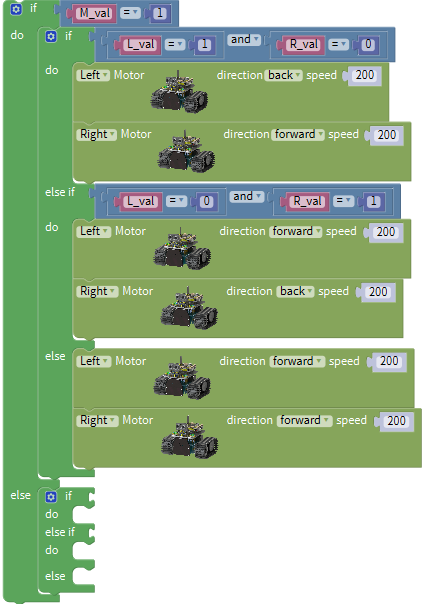 if M_val = 1
do if L_val = 1 and R_val = 0
do Left Motor direction back speed 200
Right Motor direction forward speed 200
else if L_val = 0 and R_val = 1
do Left Motor direction forward speed 200
Right Motor direction back speed 200
else Left Motor direction forward speed 200
Right Motor direction forward speed 200
else if
do
else if
do
else